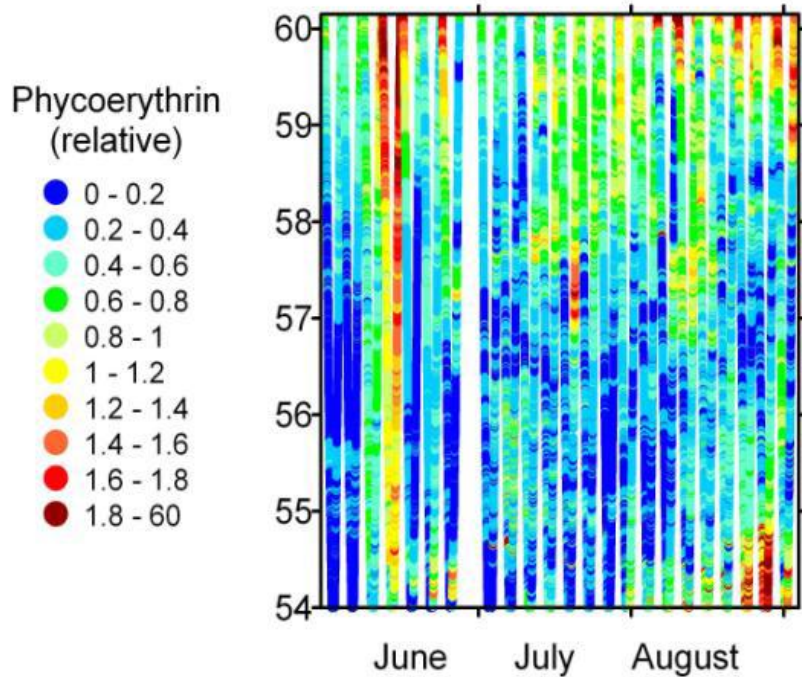 Phycoerythrin
(relative)
0 - 0.2
0.2 - 0.4
0.4 - 0.6
0.6 - 0.8
0.8 - 1
1 - 1.2
1.2 - 1.4
1.4 - 1.6
1.6 - 1.8
1.8 - 60
60
59
58
57
56
55
54
June July August